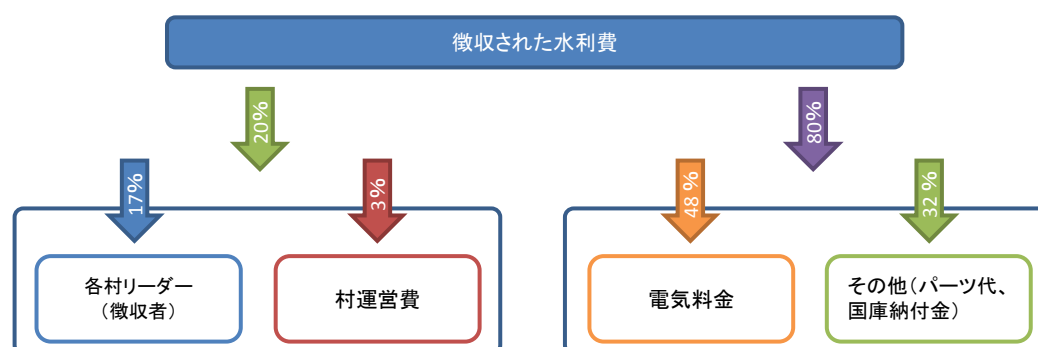 徴収された水利費
20%
80%
17%
3%
48 %
32 %
各村リーダー
（徴収者）
村運営費
電気料金
その他（パーツ代、
国庫納付金）